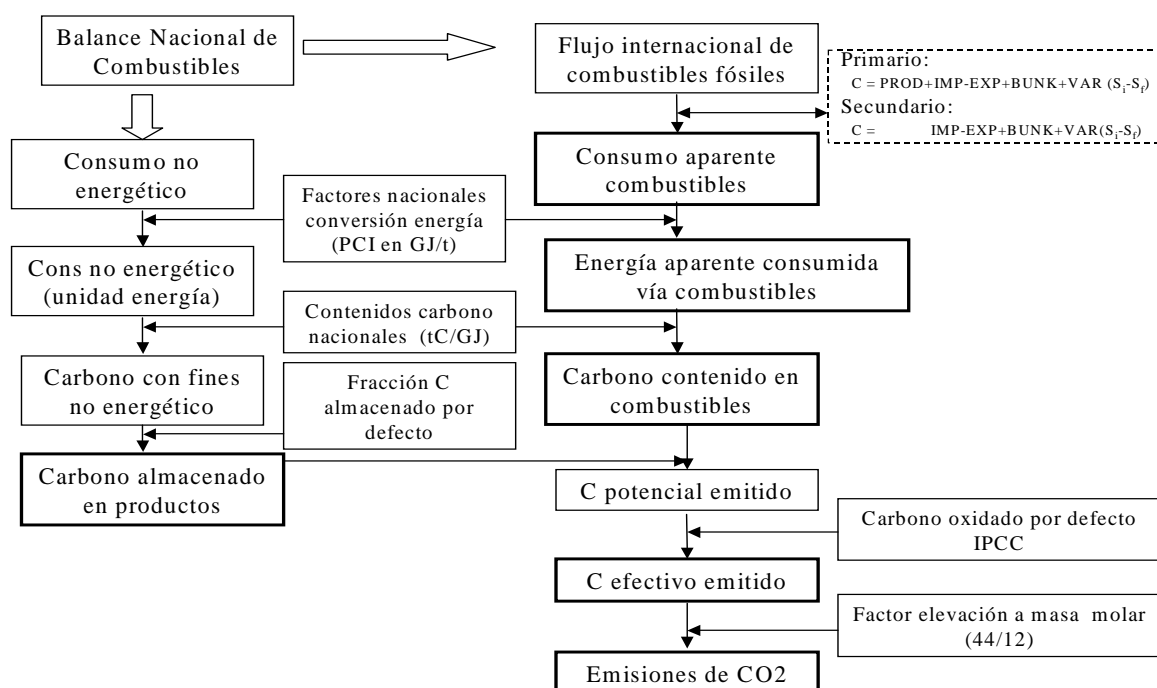 Balance Nacional de
Combustibles
Flujo internacional de
combustibles fósiles
Primario:
C = PROD+IMP-EXP+BUNK+VAR (Si-Sf)
Secundario:
C = IMP-EXP+BUNK+VAR(Si-Sf)
Consumo no
energético
Consumo aparente
combustibles
Factores nacionales
conversión energía
(PCI en GJ/t)
Cons no energético
(unidad energía)
Energía aparente consumida
vía combustibles
Contenidos carbono
nacionales (tC/GJ)
Carbono con fines
no energético
Fracción C
almacenado por
defecto
Carbono contenido en
combustibles
Carbono almacenado
en productos
C potencial emitido
Carbono oxidado por defecto
IPCC
C efectivo emitido
Factor elevación a masa molar
(44/12)
Emisiones de CO2